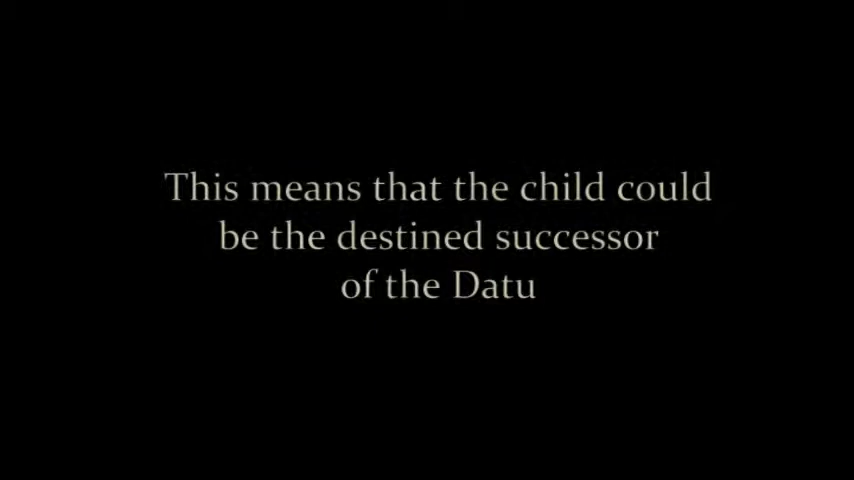 This means that the child could
be the destined successor
of the Datu